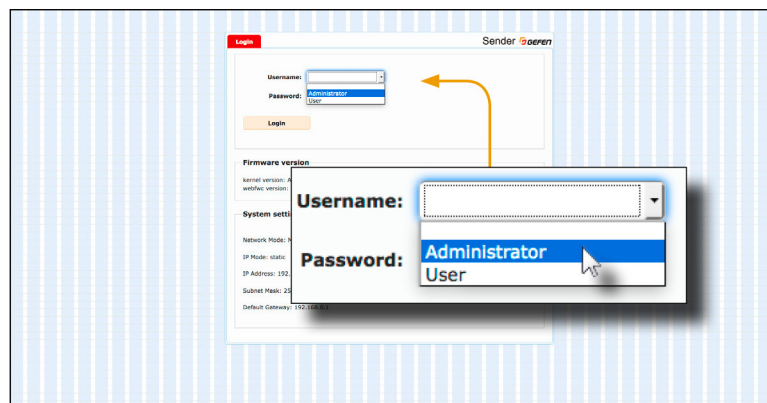 Login
Sender GEFEN
Username:
Password:
Administrator
User
Login
Firmware version
kernel version: A
webfwc version:
System setti
Network Mode: M
IP Mode: static
IP Address: 192.
Subnet Mask: 25
Default Gateway: 192.168.0.1
Username:
Password:
Administrator
User